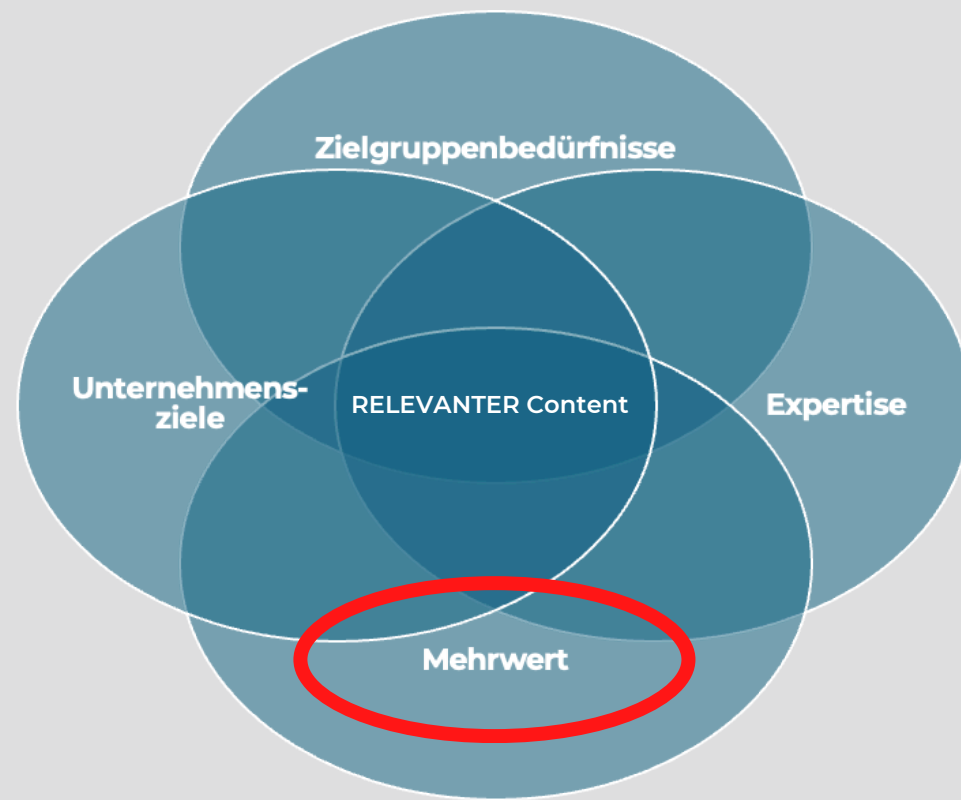 Zielgruppenbedürfnisse
Unternehmens-
ziele
RELEVANTER Content
Expertise
Mehrwert